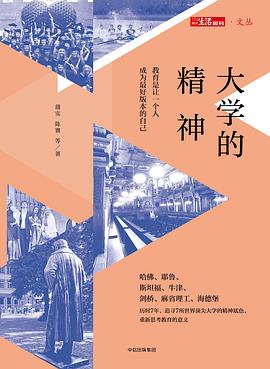 三联生活周刊·文丛
大学的
精神
教育是让一个人
成为最好版本的自己
蒲实 陈赛 等/著
哈佛、耶鲁、
斯坦福、牛津、
剑桥、麻省理工、海德堡
历时7年，追寻7所世界顶尖大学的精神底色，
重新思考教育的意义
中信出版集团